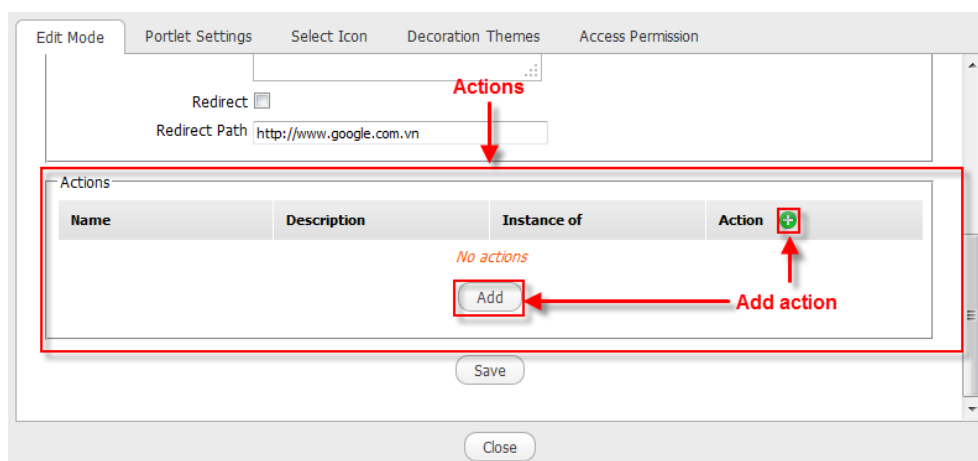 Edit Mode Portlet Settings Select Icon Decoration Themes Access Permission
Actions
Redirect
Redirect Path http://www.google.com.vn
Actions
Name Description Instance of Action
No actions
Add Add action
Save
Close